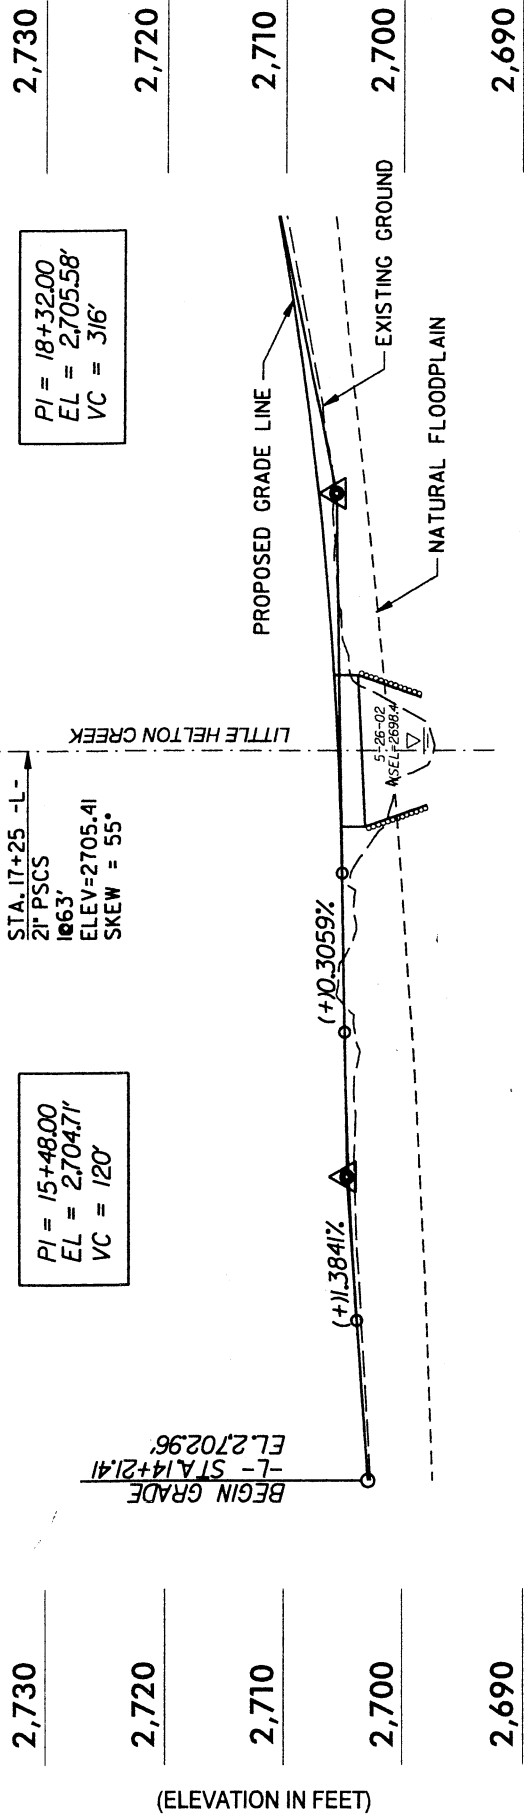 2,730
2,720
2,710
2,700
2,690
PI = 15+48.00
EL = 2,704.71'
VC = 120'
STA. 17+25 -L-
21" PSCS
1@63'
ELEV=2705.41
SKEW = 55°
PI = 18+32.00
EL = 2,705.58'
VC = 316'
BEGIN GRADE
-L- STA.14+21.41
EL.2,702.96'
(+)1.3841%
(+)0.3059%
LITTLE HELTON CREEK
5-26-02
WSEL=2698.4
PROPOSED GRADE LINE
EXISTING GROUND
NATURAL FLOODPLAIN
2,730
2,720
2,710
2,700
2,690
(ELEVATION IN FEET)